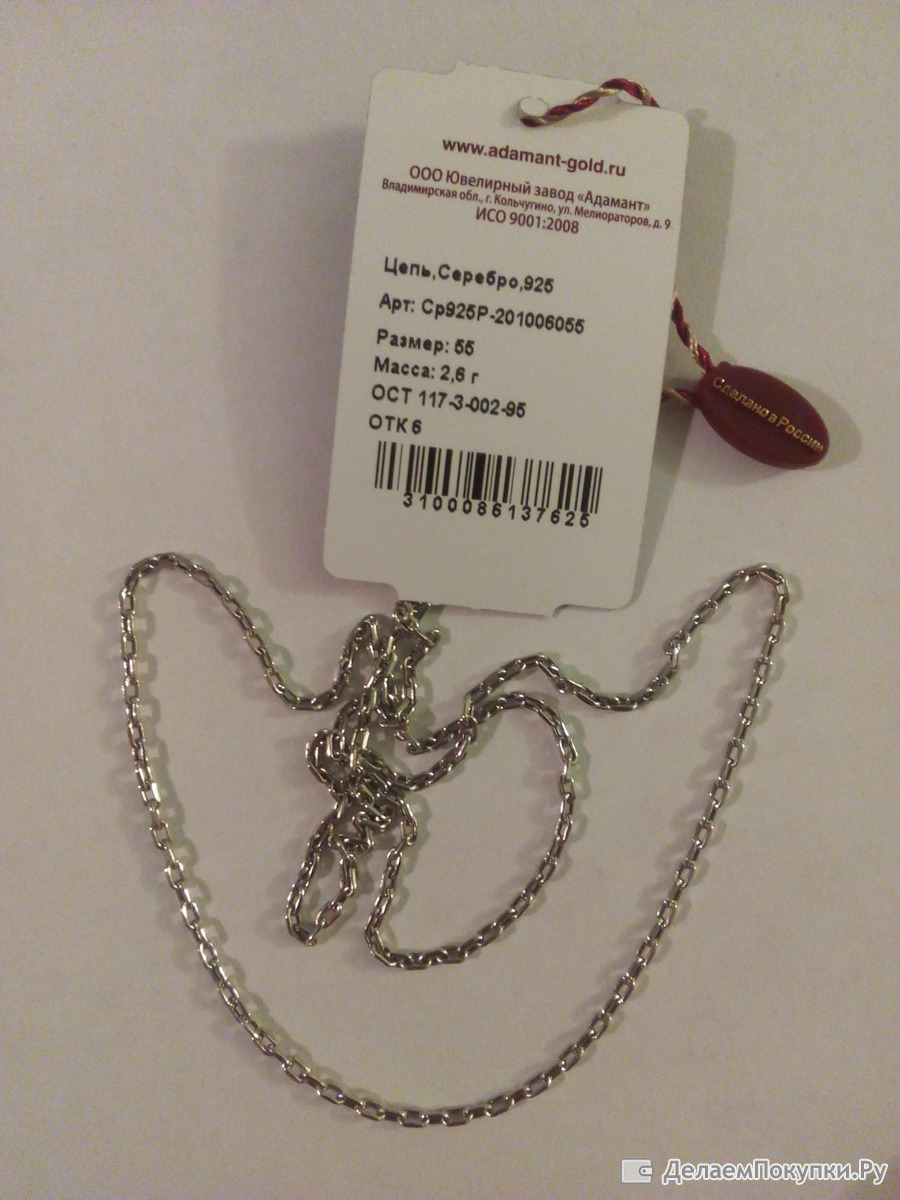 www.adamant-gold.ru
ООО Ювелирный завод «Адамант»
Владимирская обл., г. Кольчугино, ул. Мелиораторов, д. 9
ИСО 9001:2008
Цепь,Серебро,925
Арт: Ср925Р-201006055
Размер: 55
Масса: 2,6 г
ОСТ 117-3-002-95
ОТК 6
3100086137625
Сделано в России
ДелаемПокупки.Ру